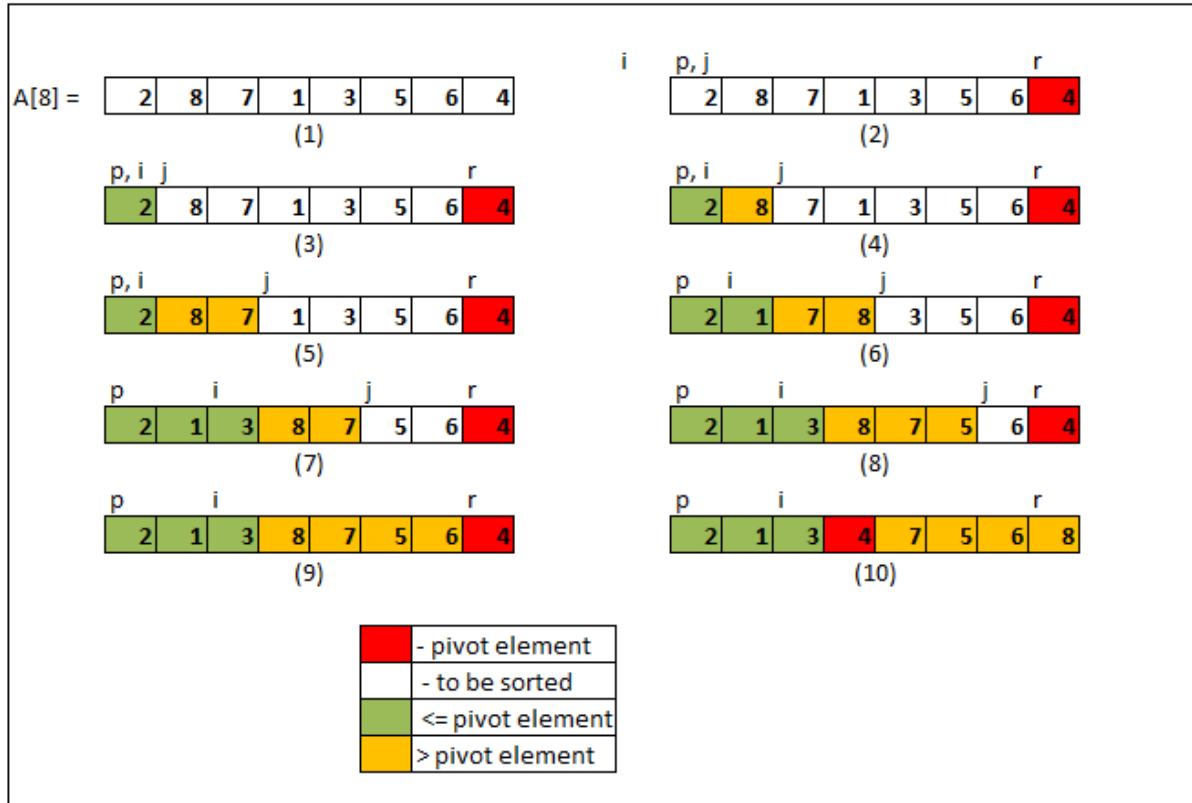 i p, j r
A[8] = 2 8 7 1 3 5 6 4 2 8 7 1 3 5 6 4
(1) (2)
p, i j r p, i j r
2 8 7 1 3 5 6 4 2 8 7 1 3 5 6 4
(3) (4)
p, i j r p i j r
2 8 7 1 3 5 6 4 2 1 7 8 3 5 6 4
(5) (6)
p i j r p i j r
2 1 3 8 7 5 6 4 2 1 3 8 7 5 6 4
(7) (8)
p i r p i r
2 1 3 8 7 5 6 4 2 1 3 4 7 5 6 8
(9) (10)
- pivot element
- to be sorted
<= pivot element
> pivot element